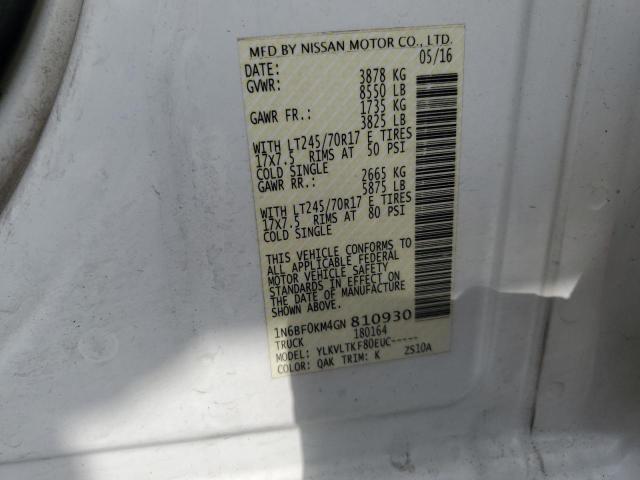 MFD BY NISSAN MOTOR CO., LTD.
DATE: 05/16
GVWR: 3878 KG
8550 LB
GAWR FR.: 1735 KG
3825 LB
WITH LT245/70R17 E TIRES
17X7.5 RIMS AT 50 PSI
COLD SINGLE
GAWR RR.: 2665 KG
5875 LB
WITH LT245/70R17 E TIRES
17X7.5 RIMS AT 80 PSI
COLD SINGLE
THIS VEHICLE CONFORMS TO
ALL APPLICABLE FEDERAL
MOTOR VEHICLE SAFETY
STANDARDS IN EFFECT ON
THE DATE OF MANUFACTURE
SHOWN ABOVE.
1N6BF0KM4GN 810930
TRUCK 180164
MODEL: YLKVLTKF80EUC-----
COLOR: QAK TRIM: K ZS10A